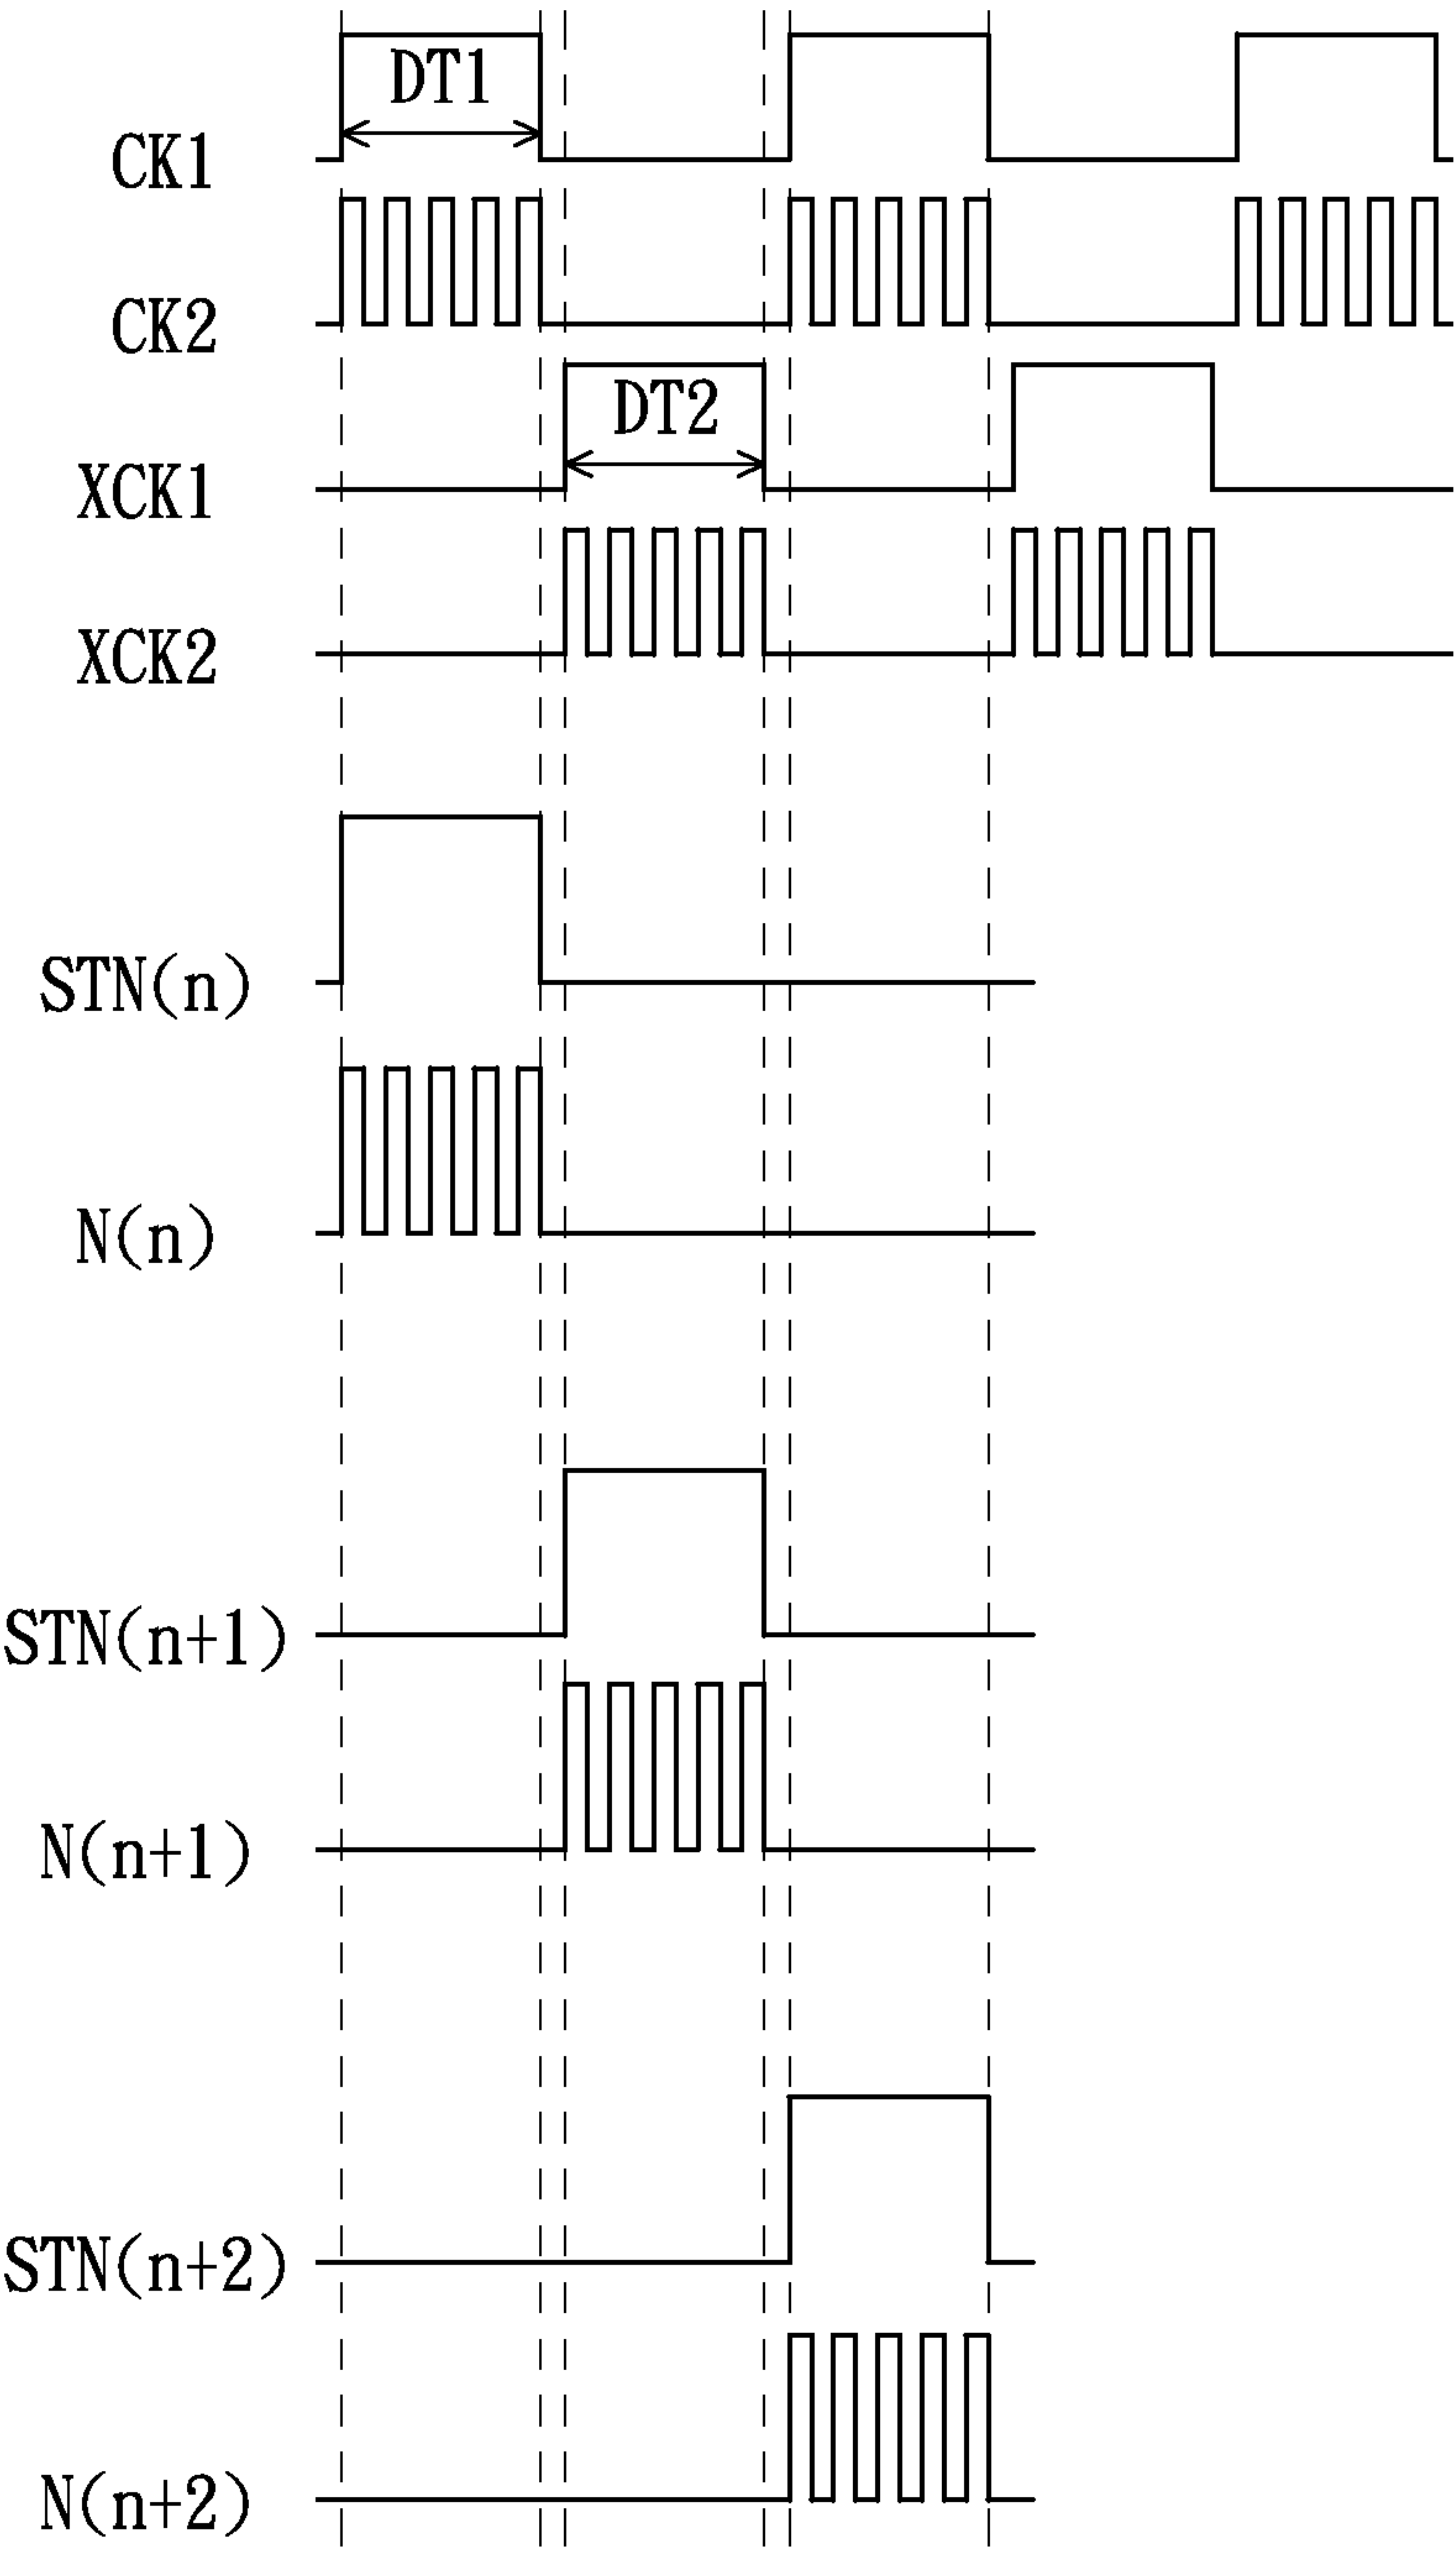 DT1
CK1
CK2
DT2
XCK1
XCK2
STN(n)
N(n)
STN(n+1)
N(n+1)
STN(n+2)
N(n+2)